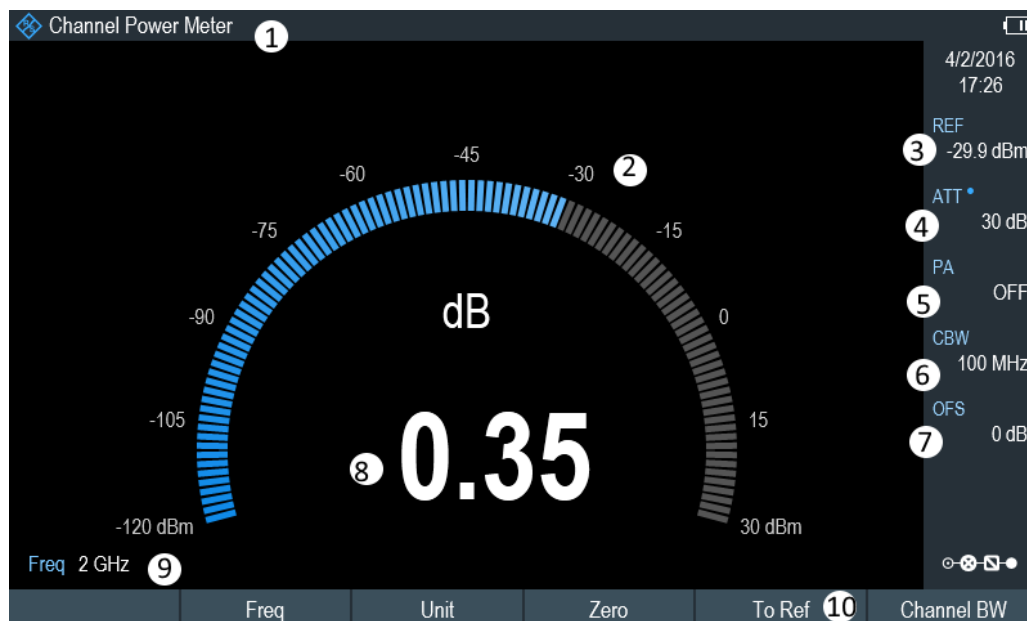 Channel Power Meter
1
4/2/2016
17:26
REF
3
-29.9 dBm
ATT
4
30 dB
PA
5
OFF
CBW
6
100 MHz
OFS
7
0 dB
-45
-60
-30
2
-75
-15
-90
0
-105
15
-120 dBm
30 dBm
dB
8
0.35
Freq 2 GHz
9
Freq
Unit
Zero
To Ref
10
Channel BW